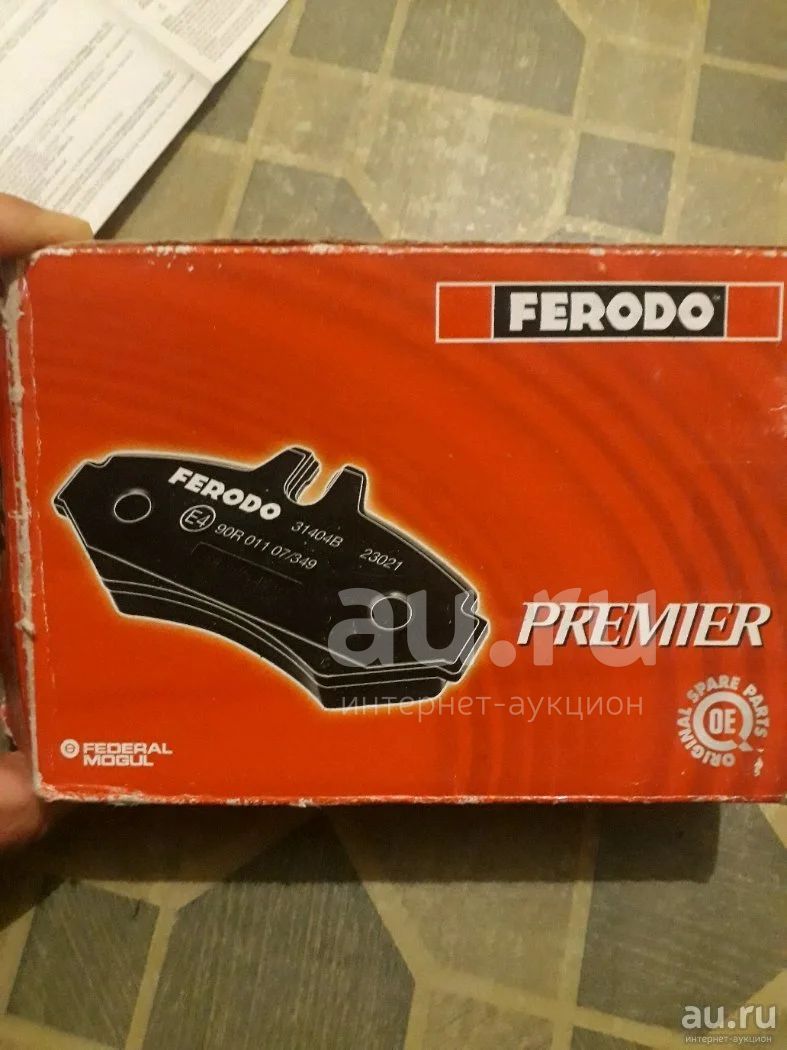 FERODO
FERODO
31404B
23021
E4
90R 011 07/349
au.ru
интернет-аукцион
PREMIER
ORIGINAL SPARE PARTS
OE
FEDERAL
MOGUL
au.ru
интернет-аукцион